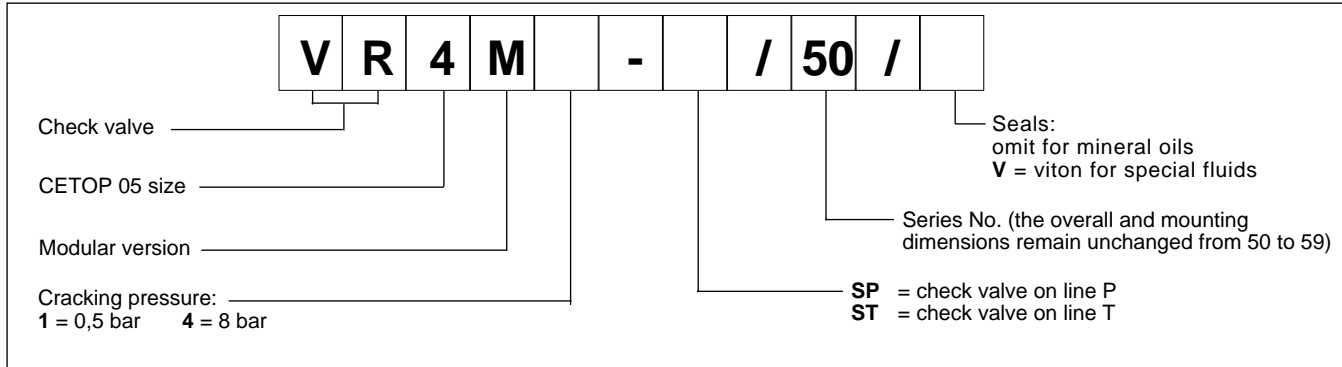 V R 4 M - / 50 /
Check valve
CETOP 05 size
Modular version
Cracking pressure:
1 = 0,5 bar 4 = 8 bar
Seals:
omit for mineral oils
V = viton for special fluids
Series No. (the overall and mounting
dimensions remain unchanged from 50 to 59)
SP = check valve on line P
ST = check valve on line T